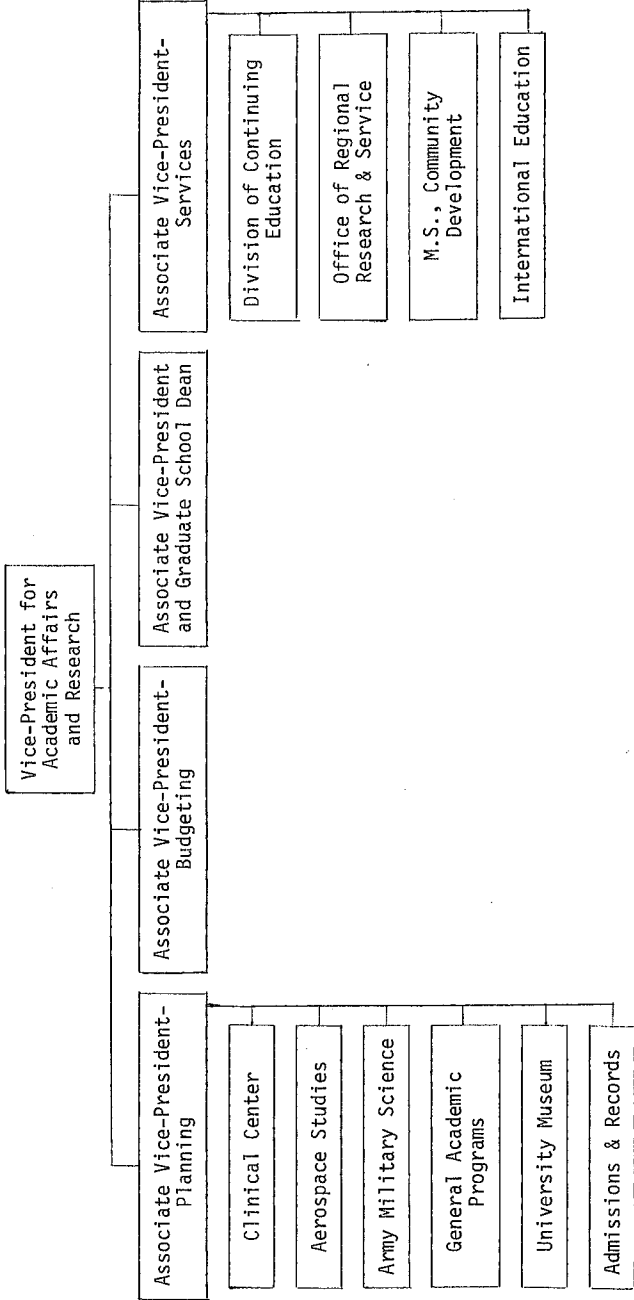 Vice-President for
Academic Affairs
and Research
Associate Vice-President-
Planning
Clinical Center
Aerospace Studies
Army Military Science
General Academic
Programs
University Museum
Admissions & Records
Associate Vice-President-
Budgeting
Associate Vice-President
and Graduate School Dean
Associate Vice-President-
Services
Division of Continuing
Education
Office of Regional
Research & Service
M.S., Community
Development
International Education